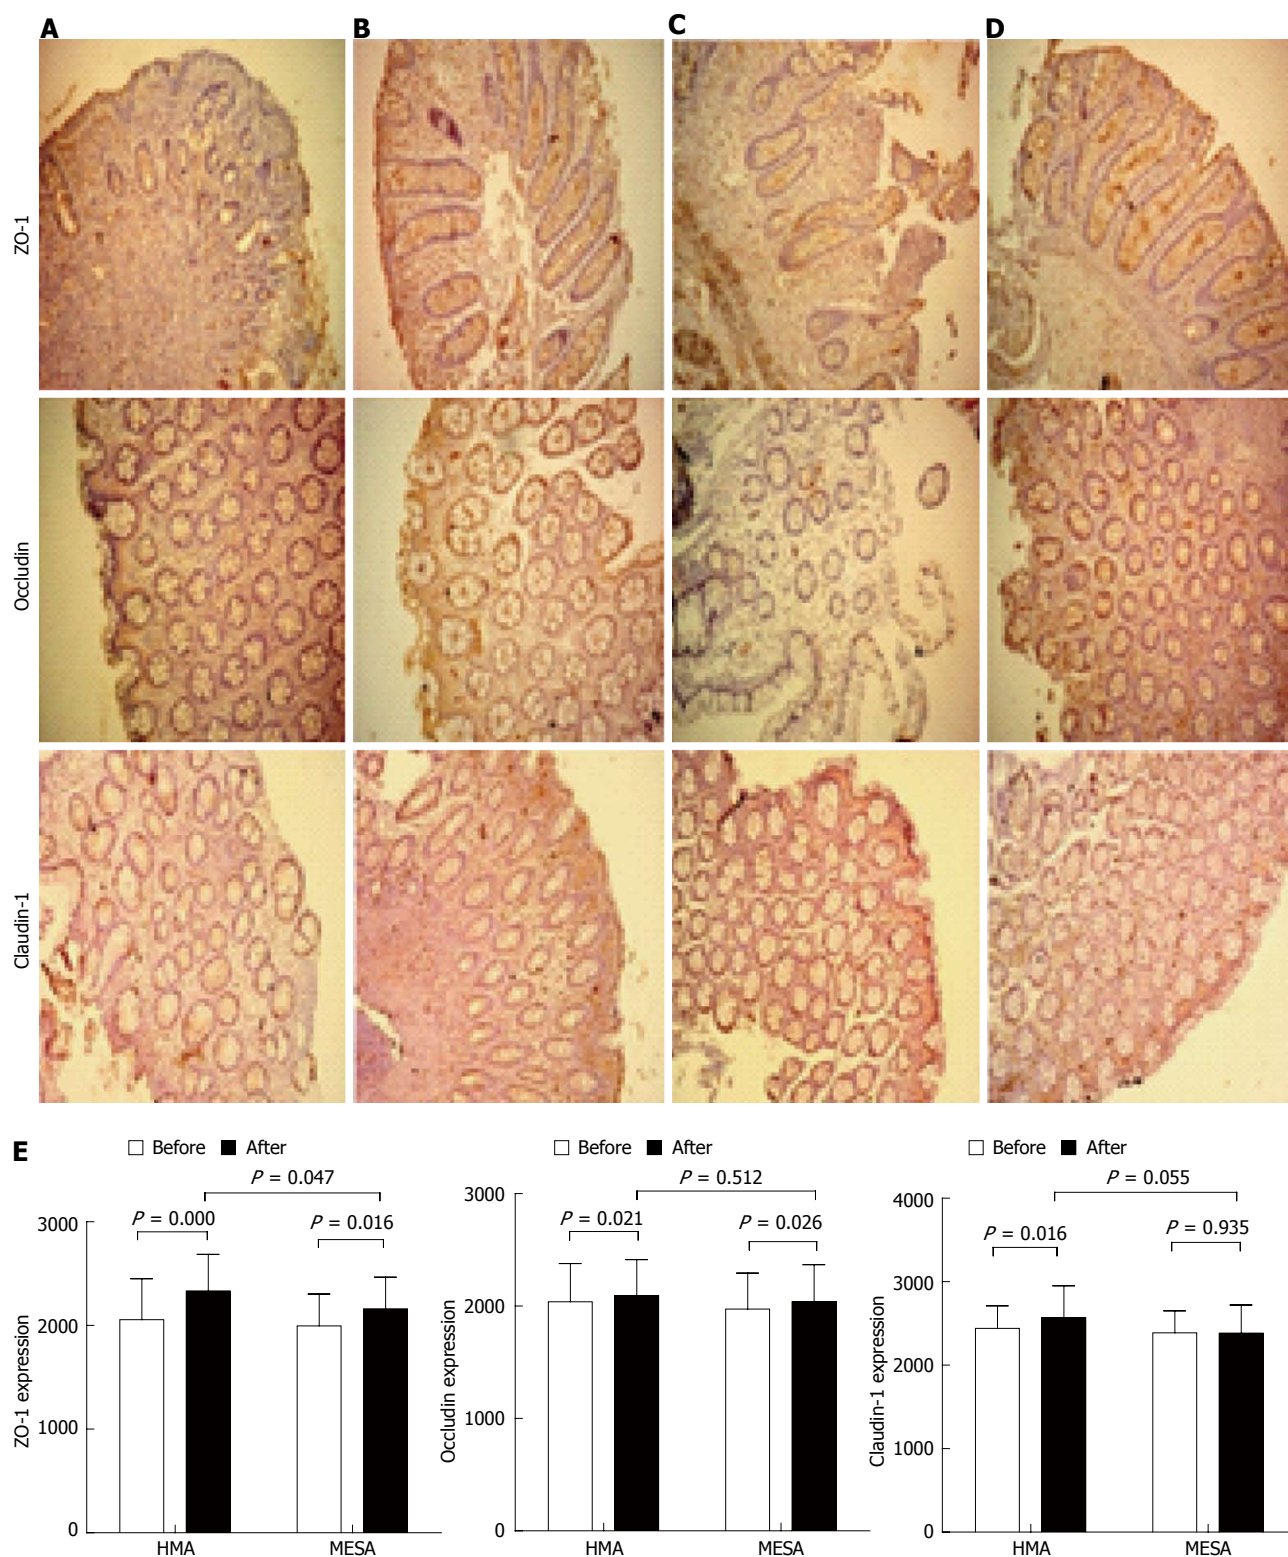 A B C D
ZO-1
Occludin
Claudin-1
E
Before After
P = 0.047
P = 0.000
P = 0.016
3000
2000
1000
0
ZO-1 expression
HMA MESA
Before After
P = 0.512
P = 0.021
P = 0.026
3000
2000
1000
0
Occludin expression
HMA MESA
Before After
P = 0.055
P = 0.016
P = 0.935
4000
3000
2000
1000
0
Claudin-1 expression
HMA MESA